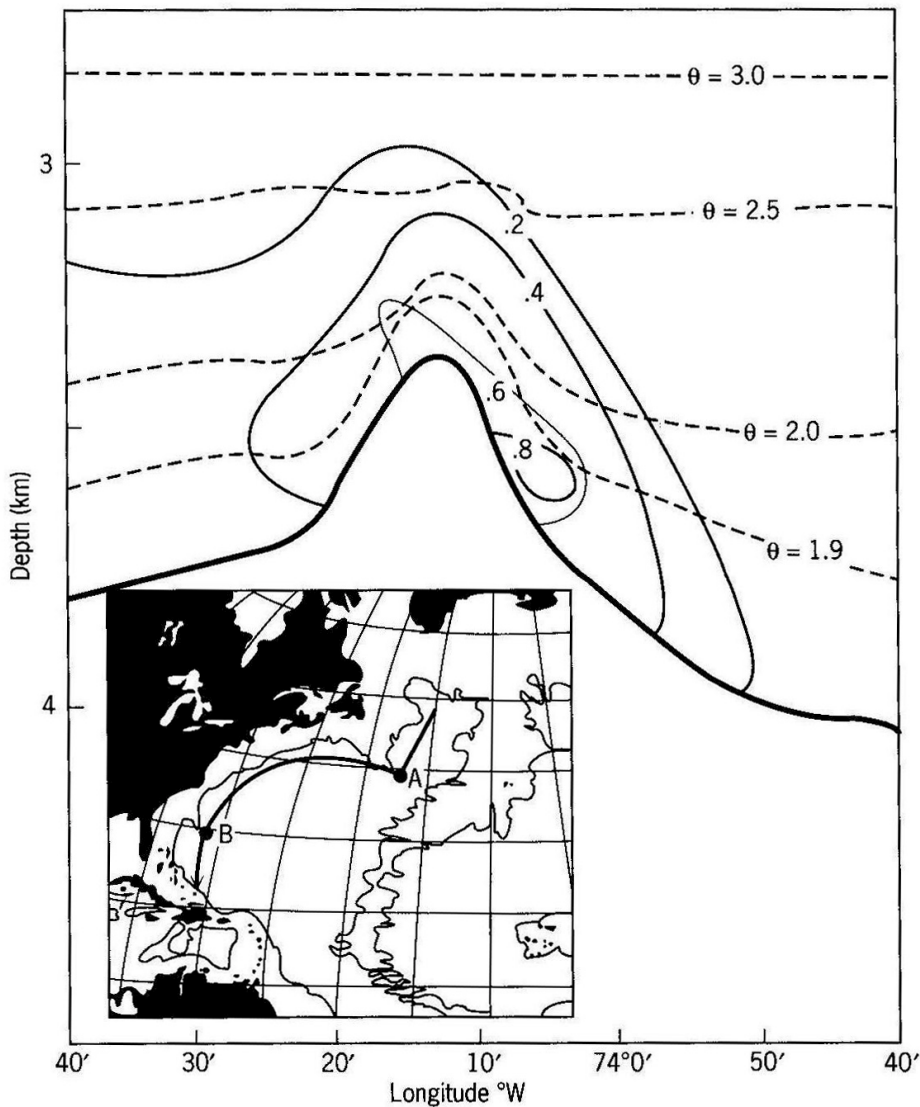 θ = 3.0
3
θ = 2.5
.2
.4
.6
θ = 2.0
.8
θ = 1.9
Depth (km)
4
A
B
40′ 30′ 20′ 10′ 74°0′ 50′ 40′
Longitude °W